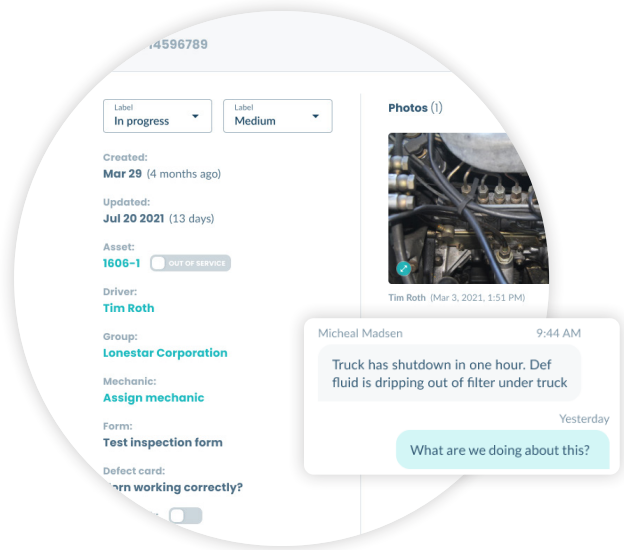 14596789
Label
In progress
Label
Medium
Created:
Mar 29 (4 months ago)
Updated:
Jul 20 2021 (13 days)
Asset:
1606-1 OUT OF SERVICE
Driver:
Tim Roth
Group:
Lonestar Corporation
Mechanic:
Assign mechanic
Form:
Test inspection form
Defect card:
working correctly?
Photos (1)
Tim Roth (Mar 3, 2021, 1:51 PM)
Micheal Madsen 9:44 AM
Truck has shutdown in one hour. Def
fluid is dripping out of filter under truck
Yesterday
What are we doing about this?